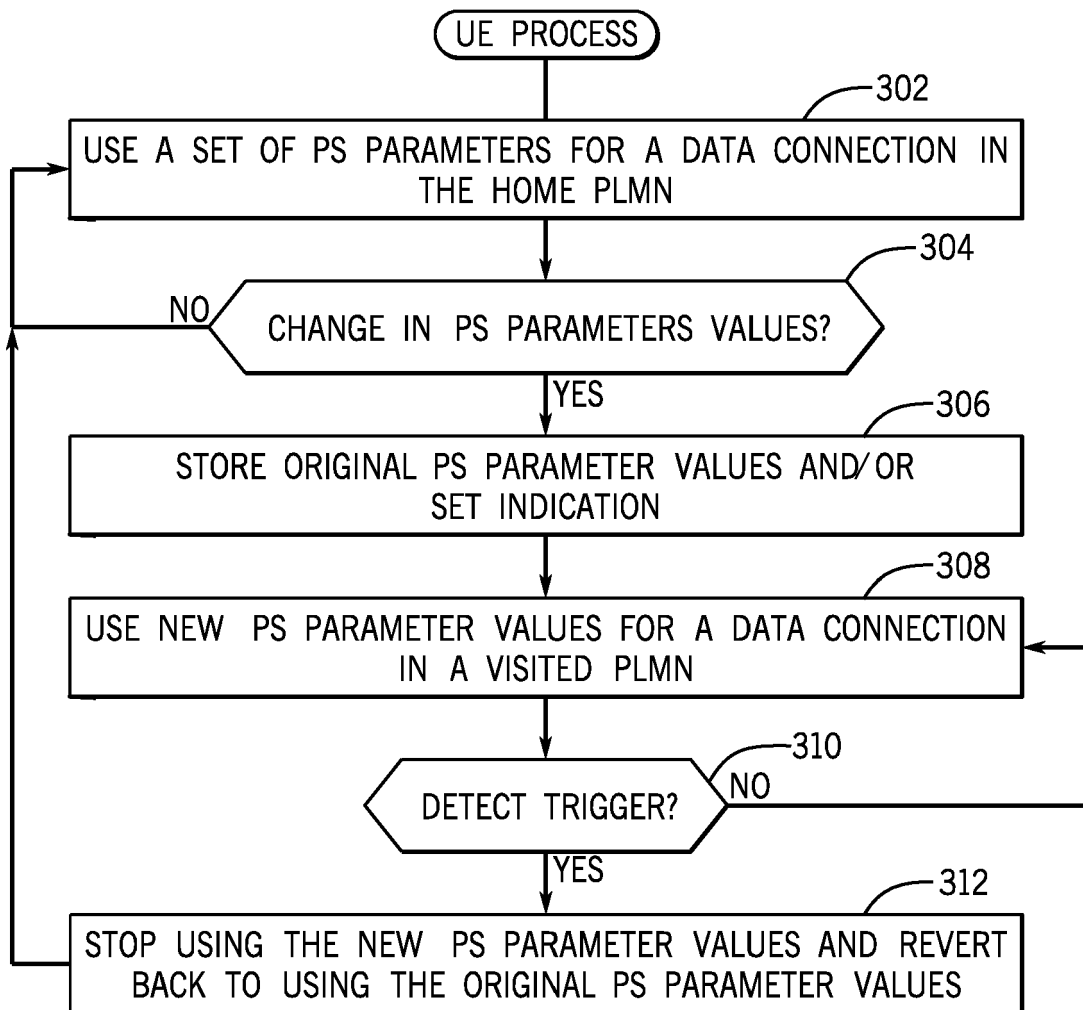 UE PROCESS
302
USE A SET OF PS PARAMETERS FOR A DATA CONNECTION IN
THE HOME PLMN
304
NO
CHANGE IN PS PARAMETERS VALUES?
YES
306
STORE ORIGINAL PS PARAMETER VALUES AND/OR
SET INDICATION
308
USE NEW PS PARAMETER VALUES FOR A DATA CONNECTION
IN A VISITED PLMN
310
NO
DETECT TRIGGER?
YES
312
STOP USING THE NEW PS PARAMETER VALUES AND REVERT
BACK TO USING THE ORIGINAL PS PARAMETER VALUES